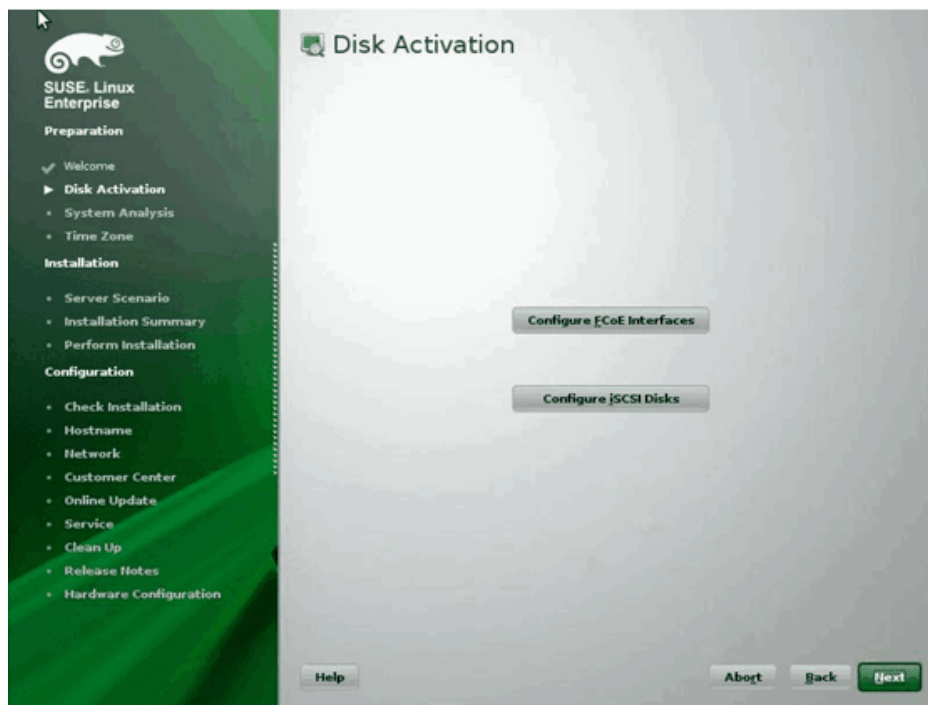 SUSE. Linux
Enterprise
Preparation
Welcome
Disk Activation
System Analysis
Time Zone
Installation
Server Scenario
Installation Summary
Perform Installation
Configuration
Check Installation
Hostname
Network
Customer Center
Online Update
Service
Clean Up
Release Notes
Hardware Configuration
Disk Activation
Configure FCoE Interfaces
Configure iSCSI Disks
Help
Abort
Back
Next